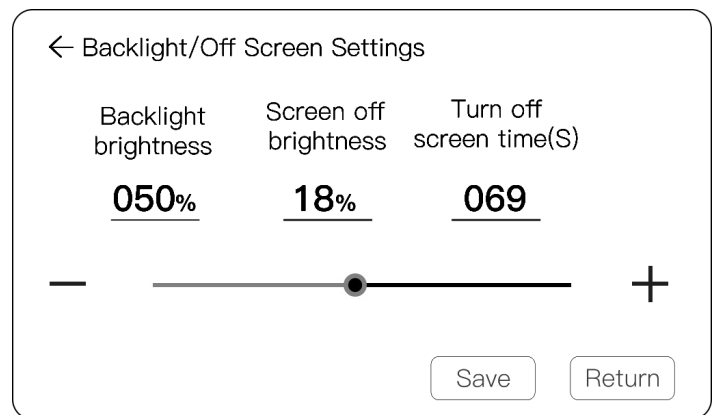 ← Backlight/Off Screen Settings
Backlight
brightness
Screen off
brightness
Turn off
screen time(S)
050%
18%
069
Save
Return